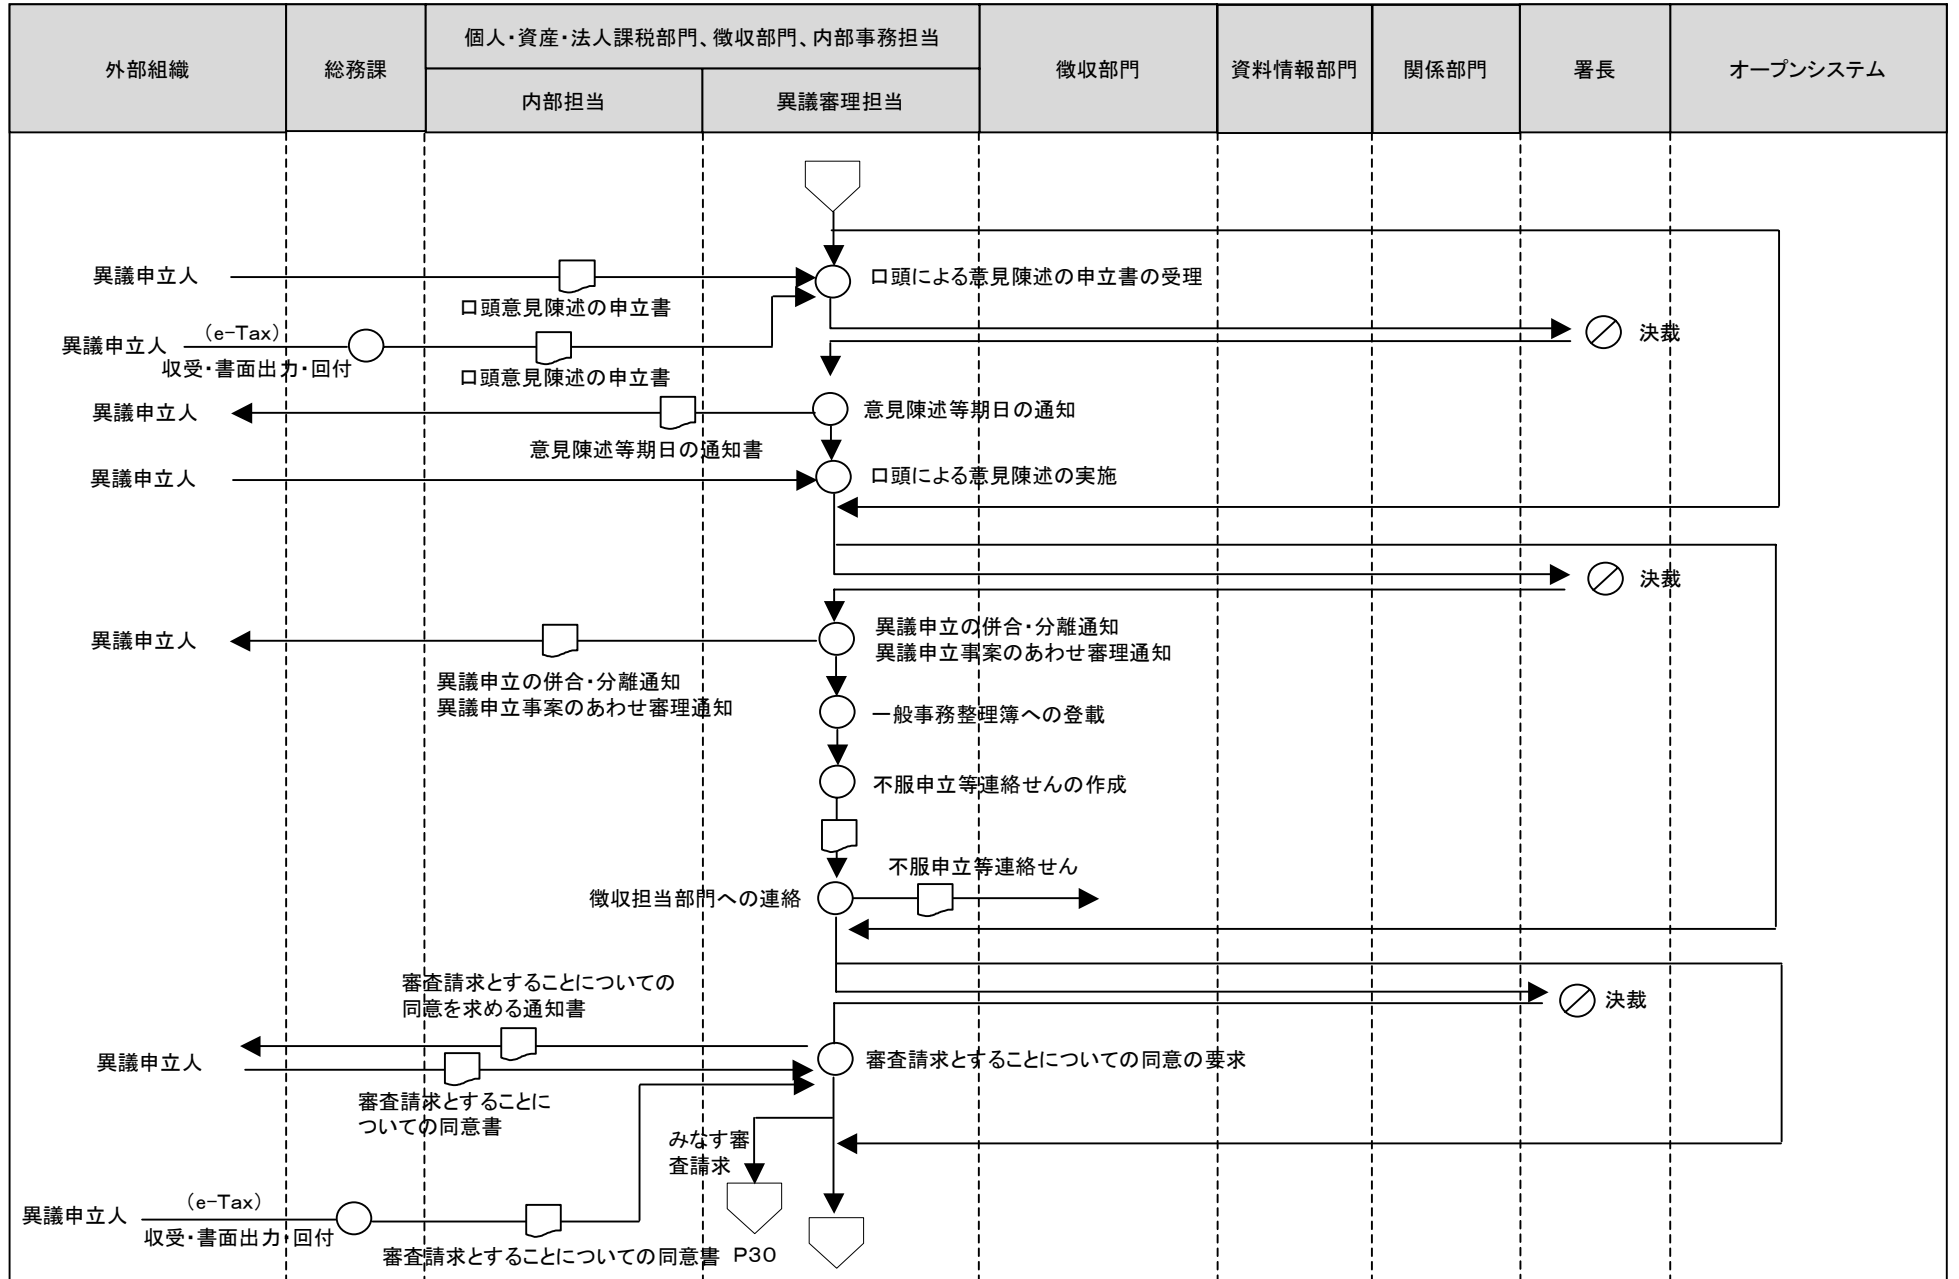 個人・資産・法人課税部門、徴収部門、内部事務担当
外部組織
総務課
内部担当
異議審理担当
徴収部門
資料情報部門
関係部門
署長
オープンシステム
異議申立人
口頭による意見陳述の申立書の受理
口頭意見陳述の申立書
異議申立人
（e-Tax）
収受・書面出力・回付
口頭意見陳述の申立書
決裁
異議申立人
意見陳述等期日の通知
意見陳述等期日の通知書
異議申立人
口頭による意見陳述の実施
決裁
異議申立人
異議申立の併合・分離通知
異議申立事案のあわせ審理通知
異議申立の併合・分離通知
異議申立事案のあわせ審理通知
一般事務整理簿への登載
不服申立等連絡せんの作成
不服申立等連絡せん
徴収担当部門への連絡
審査請求とすることについての
同意を求める通知書
決裁
異議申立人
審査請求とすることについての同意の要求
審査請求とすることに
ついての同意書
みなす審
査請求
異議申立人
（e-Tax）
収受・書面出力・回付
審査請求とすることについての同意書
P30